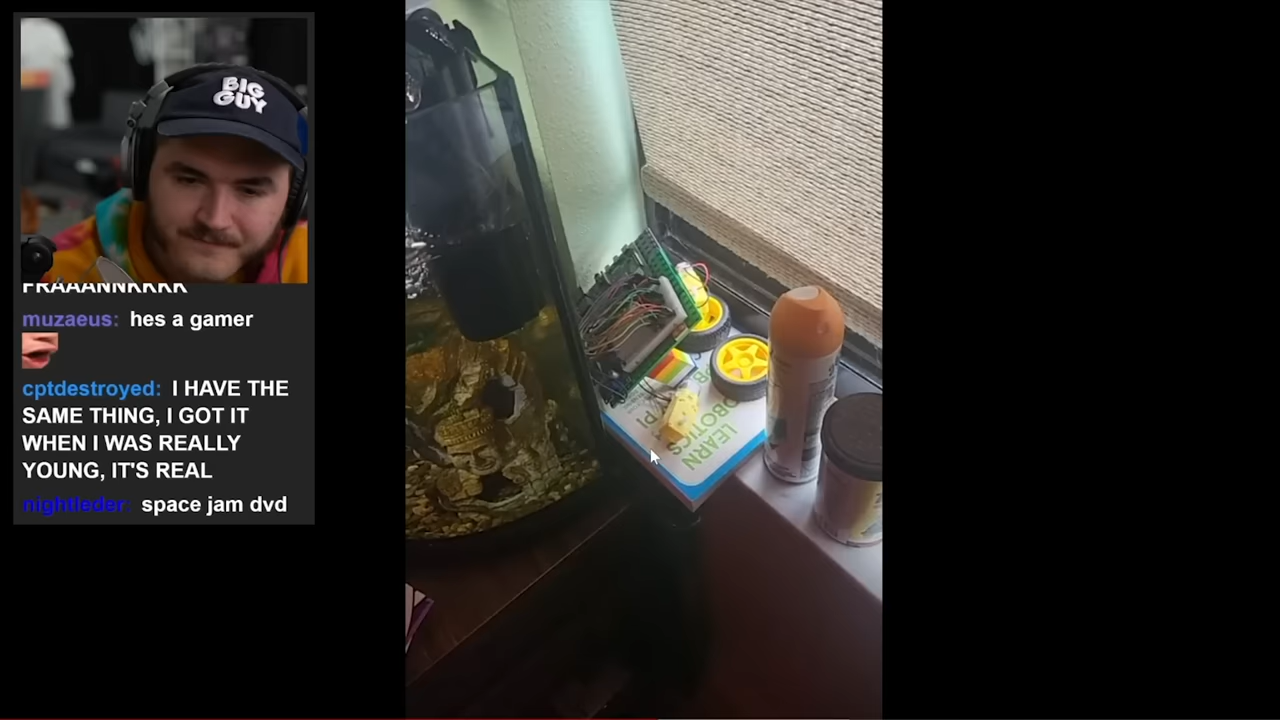 BIG
GUY
FRAAANNKKKK
muzaeus: hes a gamer
cptdestroyed: I HAVE THE
SAME THING, I GOT IT
WHEN I WAS REALLY
YOUNG, IT'S REAL
nightleder: space jam dvd
LEARN
ROBOTICS